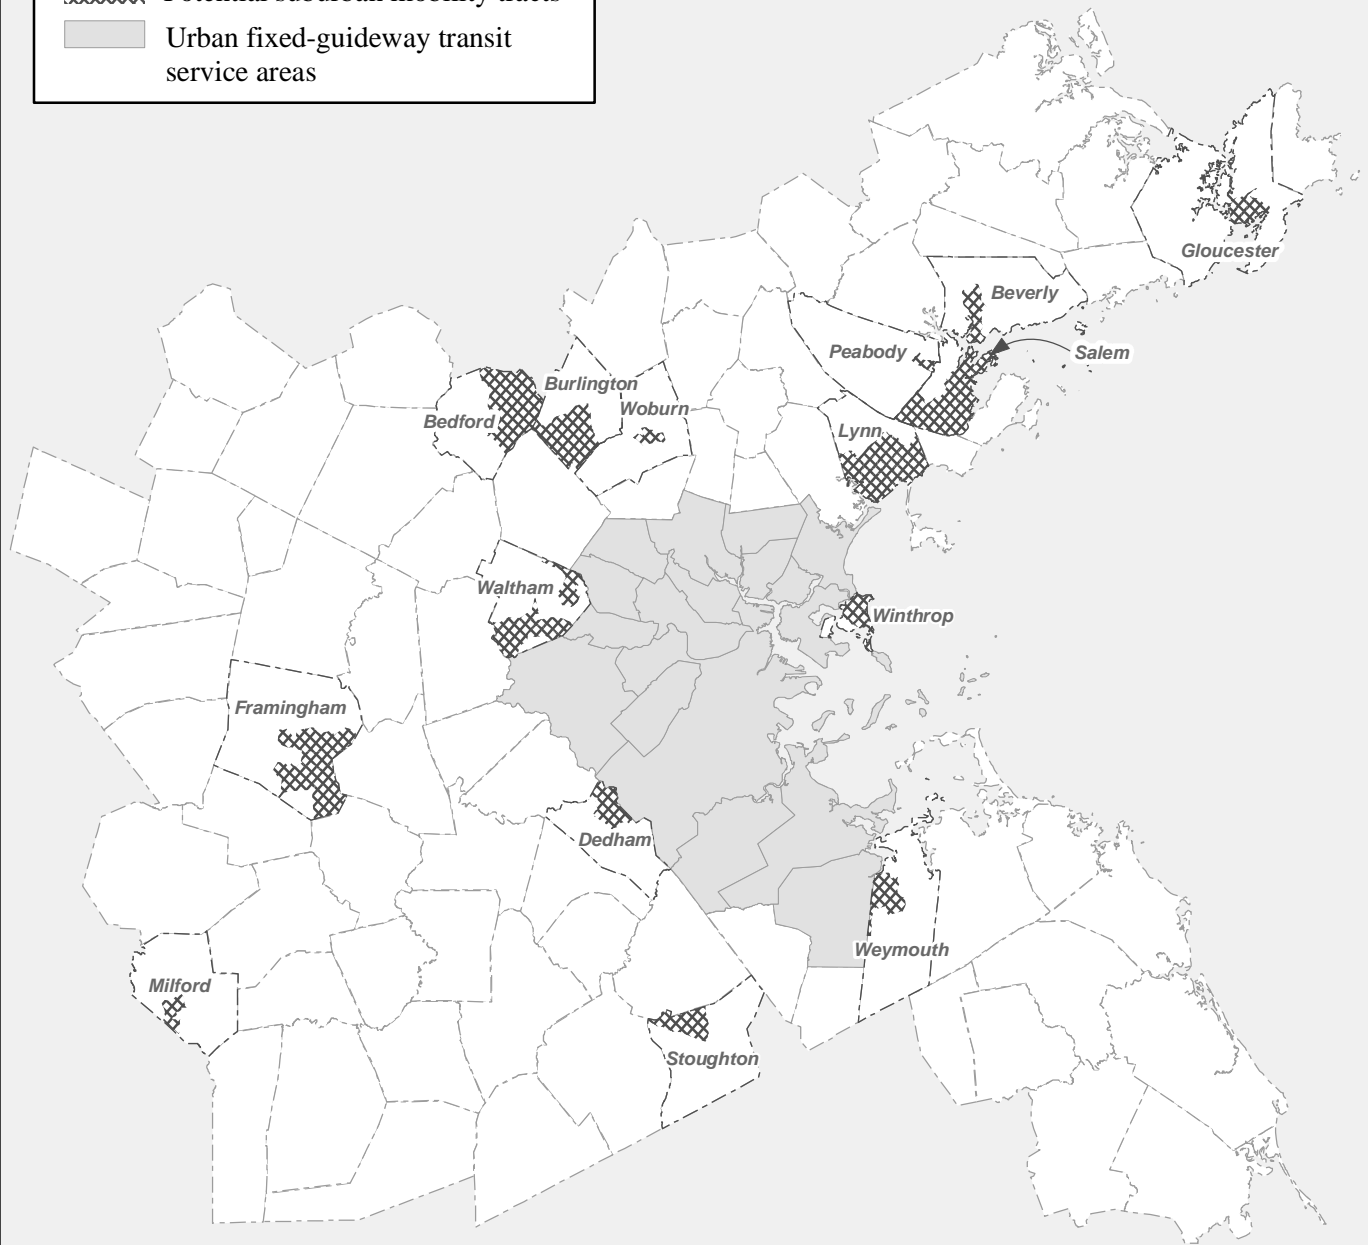 Potential suburban mobility tracts
Urban fixed-guideway transit
service areas
Gloucester
Beverly
Peabody
Salem
Burlington
Woburn
Bedford
Lynn
Waltham
Winthrop
Framingham
Dedham
Weymouth
Milford
Stoughton